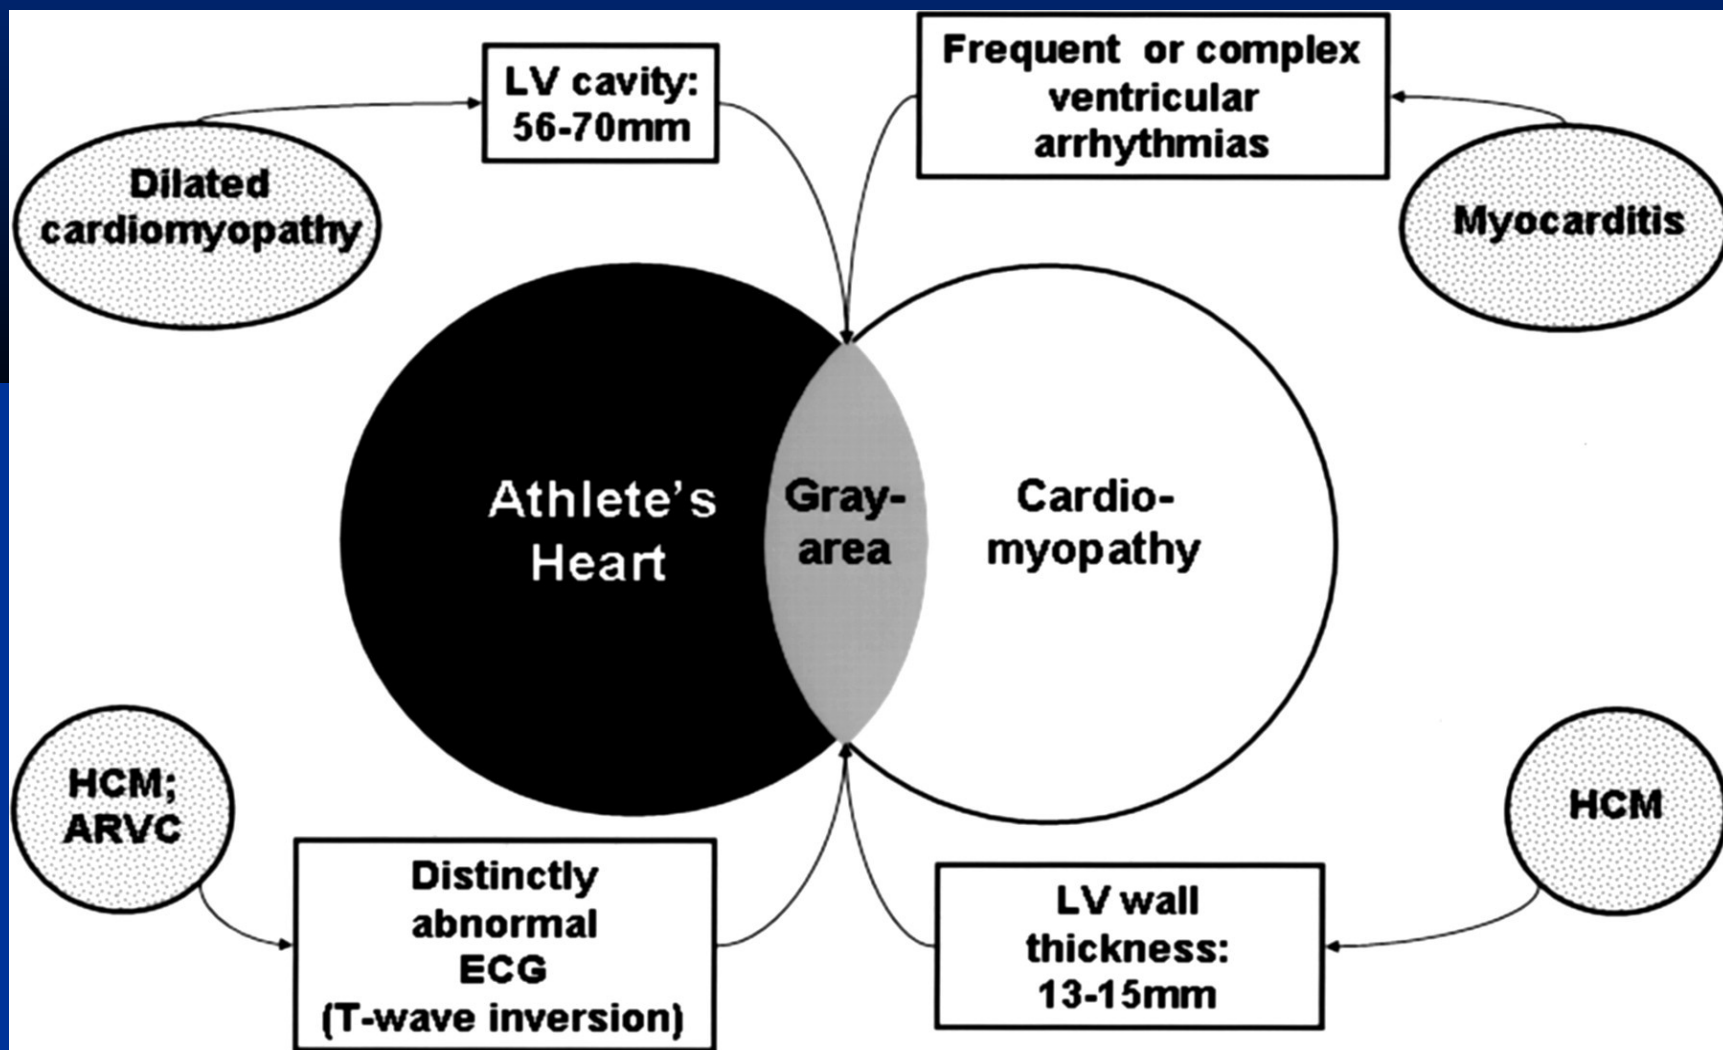 LV cavity:
56-70mm
Frequent or complex
ventricular
arrhythmias
Dilated
cardiomyopathy
Myocarditis
Athlete's
Heart
Gray-
area
Cardio-
myopathy
HCM;
ARVC
HCM
Distinctly
abnormal
ECG
(T-wave inversion)
LV wall
thickness:
13-15mm